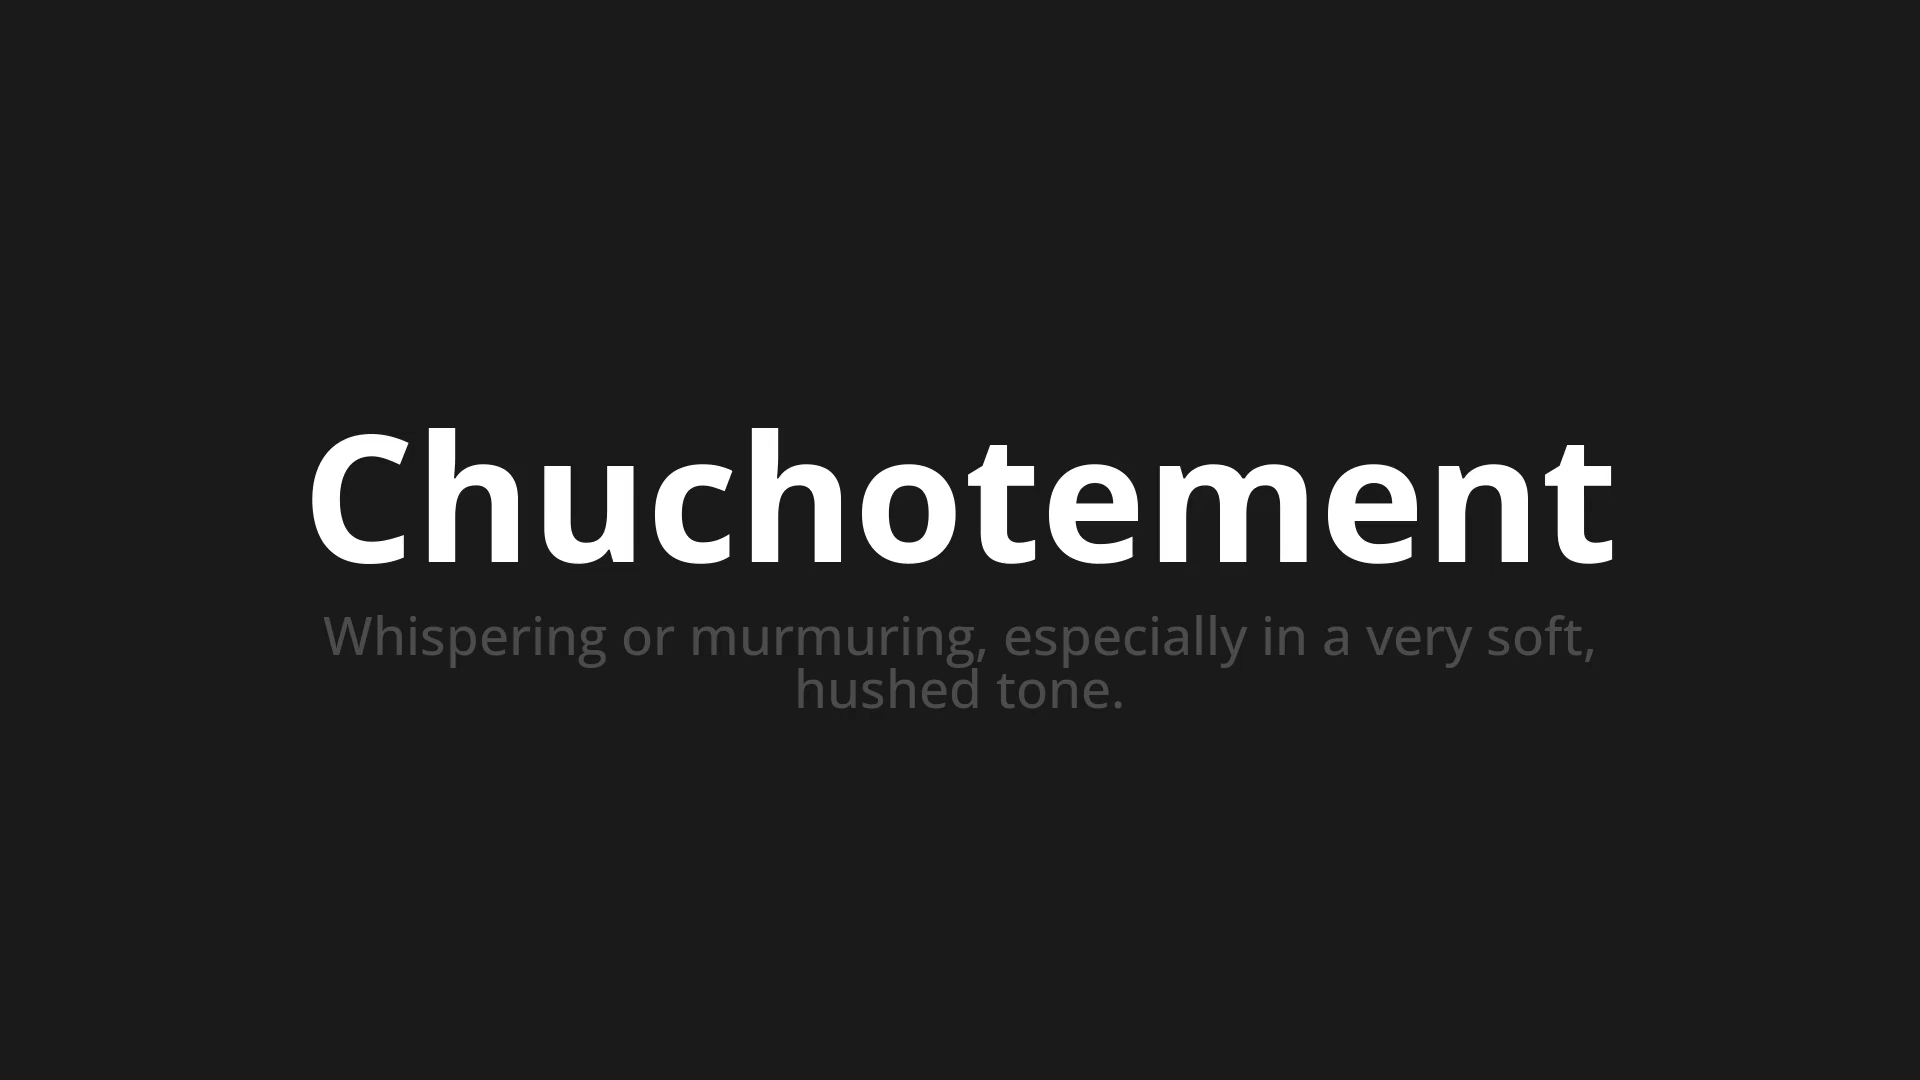 Chuchotement
Whispering or murmuring, especially in a very soft,
hushed tone.